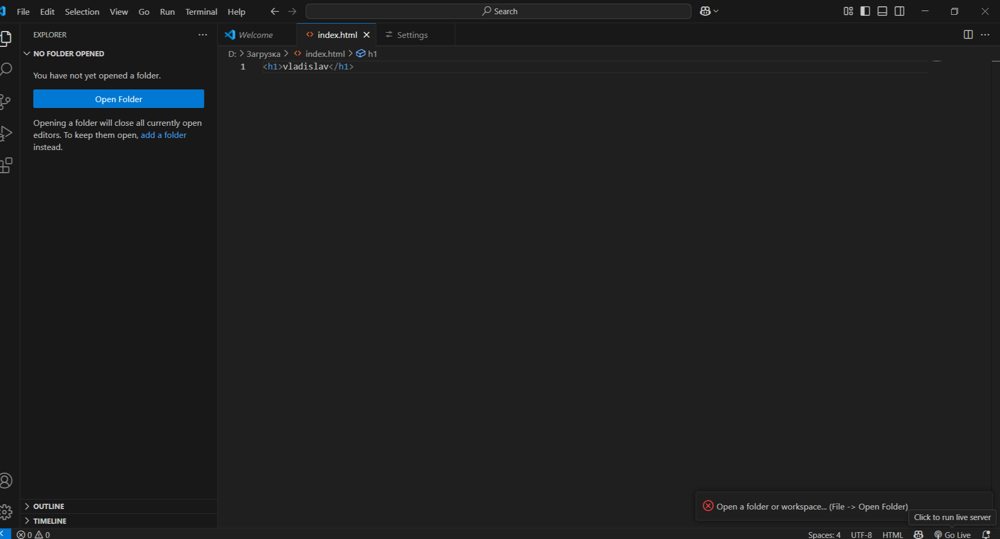 File Edit Selection View Go Run Terminal Help Search
EXPLORER
NO FOLDER OPENED
You have not yet opened a folder.
Open Folder
Opening a folder will close all currently open
editors. To keep them open, add a folder
instead.
OUTLINE
TIMELINE
Welcome index.html Settings
D: > Загрузка > index.html > h1
1 <h1>vladislav</h1>
Open a folder or workspace... (File -> Open Folder)
Click to run live server
0 0 Spaces: 4 UTF-8 HTML Go Live